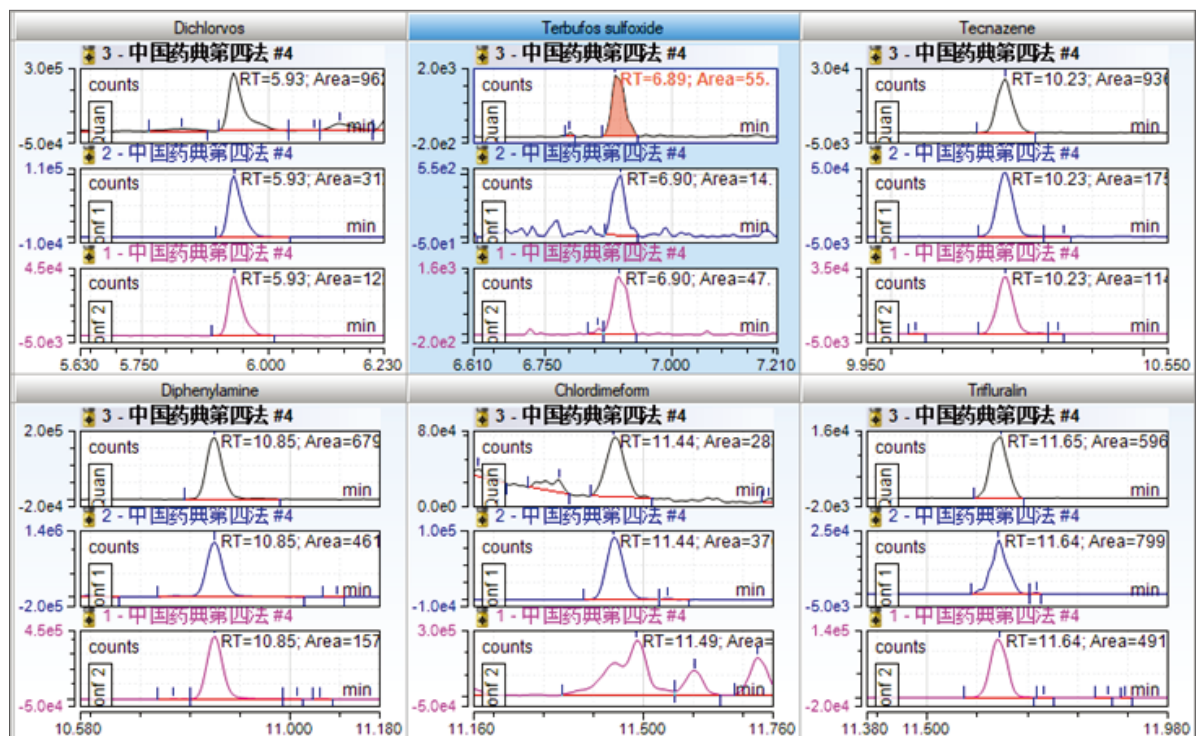 Dichlorvos
3 - 中国药典第四法 #4
3.0e5
counts
RT=5.93; Area=962
Quan
min
-5.0e4
2 - 中国药典第四法 #4
1.1e5
counts
RT=5.93; Area=31
onf 1
min
-1.0e4
1 - 中国药典第四法 #4
4.5e4
counts
RT=5.93; Area=12
onf 2
min
-5.0e3
5.630 5.750 6.000 6.230
Terbufos sulfoxide
3 - 中国药典第四法 #4
2.0e3
counts
RT=6.89; Area=55.
Quan
min
-2.0e2
2 - 中国药典第四法 #4
5.5e2
counts
RT=6.90; Area=14.
onf 1
min
-5.0e1
1 - 中国药典第四法 #4
1.6e3
counts
RT=6.90; Area=47.
onf 2
min
-2.0e2
6.610 6.750 7.000 7.210
Tecnazene
3 - 中国药典第四法 #4
3.0e4
counts
RT=10.23; Area=936
Quan
min
-5.0e3
2 - 中国药典第四法 #4
5.0e4
counts
RT=10.23; Area=175
onf 1
min
-5.0e3
1 - 中国药典第四法 #4
3.5e4
counts
RT=10.23; Area=114
onf 2
min
-5.0e3
9.950 10.550
Diphenylamine
3 - 中国药典第四法 #4
2.0e5
counts
RT=10.85; Area=679
Quan
min
-2.0e4
2 - 中国药典第四法 #4
1.4e6
counts
RT=10.85; Area=461
onf 1
min
-2.0e5
1 - 中国药典第四法 #4
4.5e5
counts
RT=10.85; Area=157
onf 2
min
-5.0e4
10.580 11.000 11.180
Chlordimeform
3 - 中国药典第四法 #4
8.0e4
counts
RT=11.44; Area=28
Quan
min
0.0e0
2 - 中国药典第四法 #4
1.0e5
counts
RT=11.44; Area=37
onf 1
min
-1.0e4
1 - 中国药典第四法 #4
3.0e5
counts
RT=11.49; Area=
onf 2
min
-5.0e4
11.160 11.500 11.760
Trifluralin
3 - 中国药典第四法 #4
1.6e4
counts
RT=11.65; Area=596
Quan
min
-2.0e3
2 - 中国药典第四法 #4
2.5e4
counts
RT=11.64; Area=799
onf 1
min
-5.0e3
1 - 中国药典第四法 #4
1.4e5
counts
RT=11.64; Area=491
onf 2
min
-2.0e4
11.380 11.500 11.980